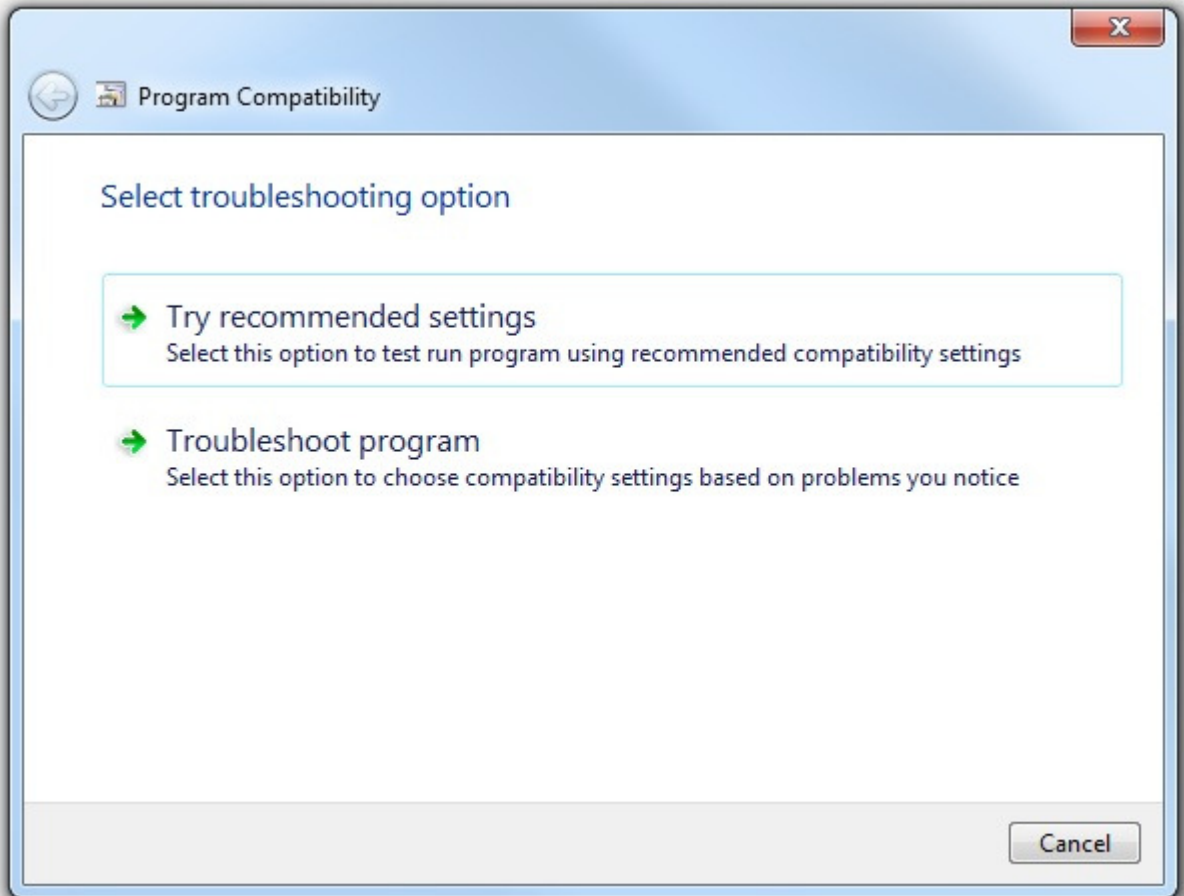 Program Compatibility
Select troubleshooting option
Try recommended settings
Select this option to test run program using recommended compatibility settings
Troubleshoot program
Select this option to choose compatibility settings based on problems you notice
Cancel